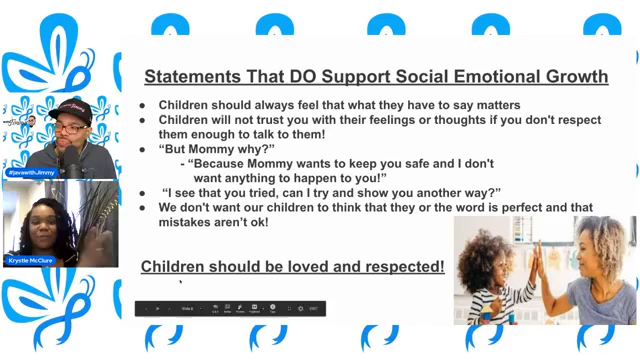 Statements That DO Support Social Emotional Growth
● Children should always feel that what they have to say matters
● Children will not trust you with their feelings or thoughts if you don't respect
them enough to talk to them!
● “But Mommy why?”
- “Because Mommy wants to keep you safe and I don't
want anything to happen to you!”
● “I see that you tried, can I try and show you another way?”
● We don't want our children to think that they or the word is perfect and that
mistakes aren't ok!
Children should be loved and respected!
#javawithJimmy
Krystle McClure